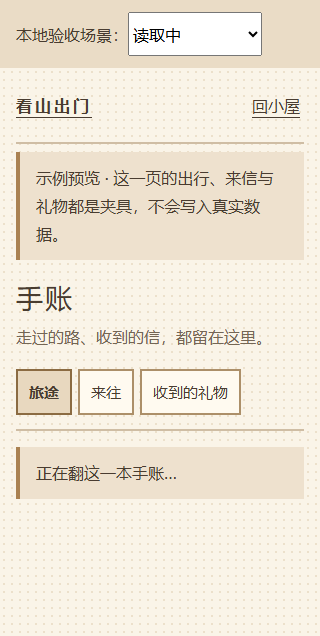 本地验收场景： 读取中
看山出门 回小屋
示例预览 · 这一页的出行、来信与
礼物都是夹具，不会写入真实数
据。
手账
走过的路、收到的信，都留在这里。
旅途 来往 收到的礼物
正在翻这一本手账…